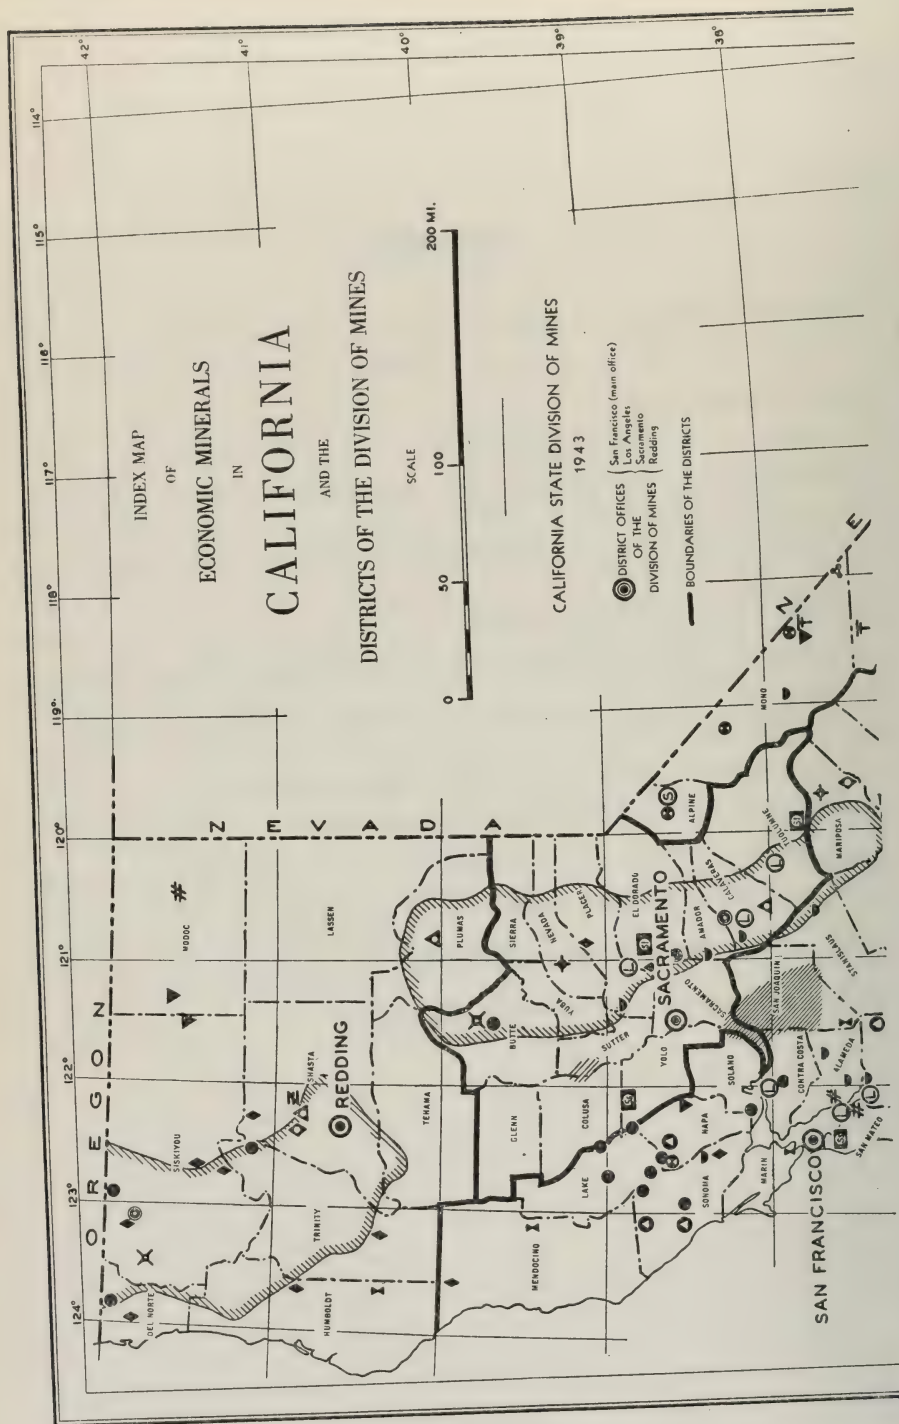 INDEX MAP
OF
ECONOMIC MINERALS
IN
CALIFORNIA
AND THE
DISTRICTS OF THE DIVISION OF MINES
SCALE
0 50 100 200 MI.
CALIFORNIA STATE DIVISION OF MINES
1943
DISTRICT OFFICES
OF THE
DIVISION OF MINES
San Francisco (main office)
Los Angeles
Sacramento
Redding
BOUNDARIES OF THE DISTRICTS
124°
123°
122°
121°
120°
119°
118°
117°
116°
115°
114°
42°
41°
40°
39°
38°
OREGON
NEVADA
N E
DEL NORTE
SISKIYOU
MODOC
HUMBOLDT
TRINITY
SHASTA
LASSEN
REDDING
TEHAMA
PLUMAS
MENDOCINO
GLENN
BUTTE
SIERRA
LAKE
COLUSA
SUTTER
YUBA
NEVADA
PLACER
SONOMA
NAPA
YOLO
SACRAMENTO
SACRAMENTO
EL DORADO
ALPINE
AMADOR
CALAVERAS
TUOLUMNE
MONO
MARIN
SOLANO
CONTRA COSTA
SAN JOAQUIN
STANISLAUS
MARIPOSA
ALAMEDA
SAN FRANCISCO
SAN MATEO
S
L
L
L
L
L
L